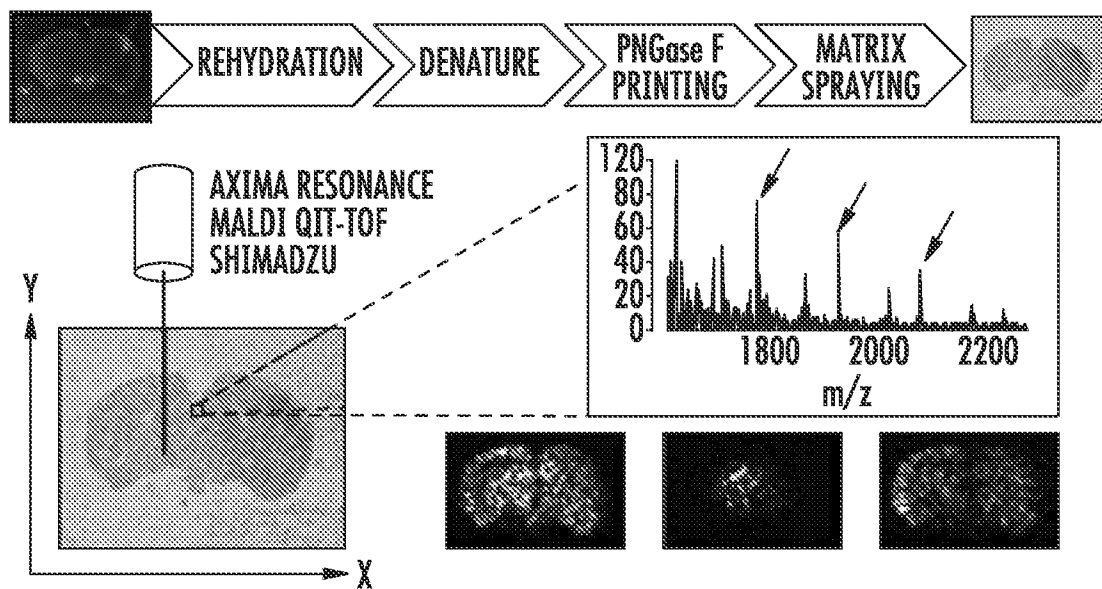 REHYDRATION
DENATURE
PNGase F
PRINTING
MATRIX
SPRAYING
AXIMA RESONANCE
MALDI QIT-TOF
SHIMADZU
Y
X
120
80
60
40
20
0
1800 2000 2200
m/z